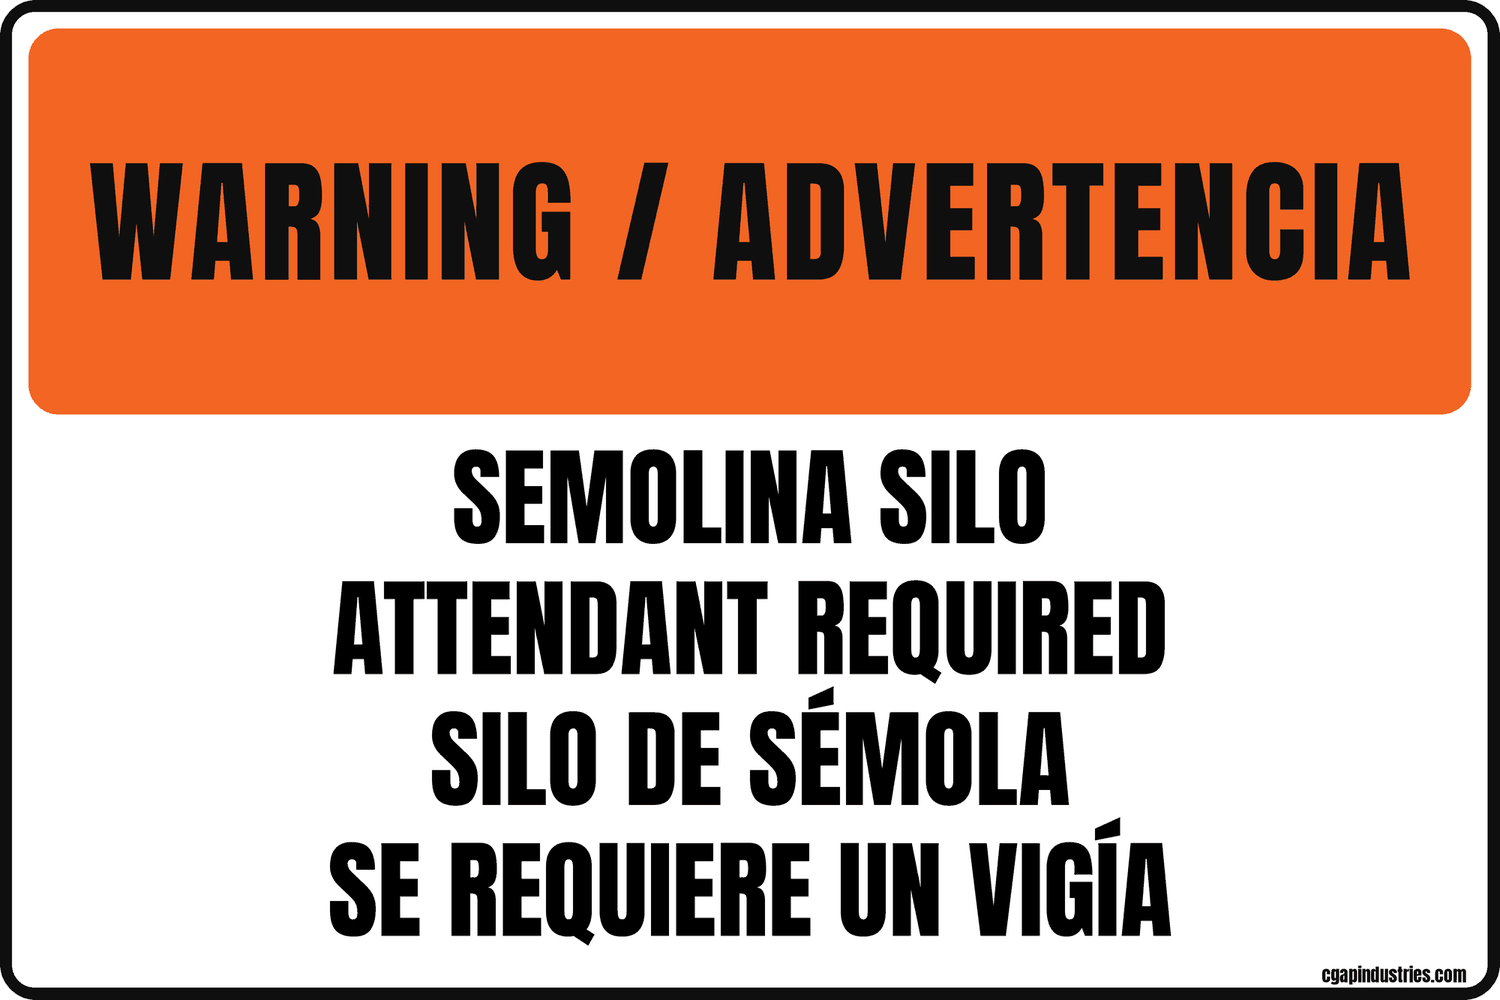 WARNING / ADVERTENCIA
SEMOLINA SILO
ATTENDANT REQUIRED
SILO DE SÉMOLA
SE REQUIERE UN VIGÍA
cgapindustries.com